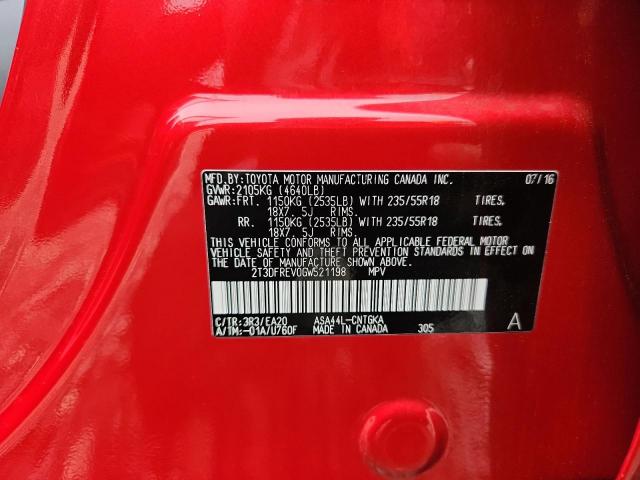 MFD.BY:TOYOTA MOTOR MANUFACTURING CANADA INC. 07/16
GVWR:2105KG (4640LB)
GAWR:FRT. 1150KG (2535LB) WITH 235/55R18 TIRES,
18X7. 5J RIMS.
RR. 1150KG (2535LB) WITH 235/55R18 TIRES,
18X7. 5J RIMS.
THIS VEHICLE CONFORMS TO ALL APPLICABLE FEDERAL MOTOR
VEHICLE SAFETY AND THEFT PREVENTION STANDARDS IN EFFECT ON
THE DATE OF MANUFACTURE SHOWN ABOVE.
2T3DFREV0GW521198 MPV
C/TR:3R3/EA20 ASA44L-CNTGKA
A/TM:-01A/U760F MADE IN CANADA 305 A